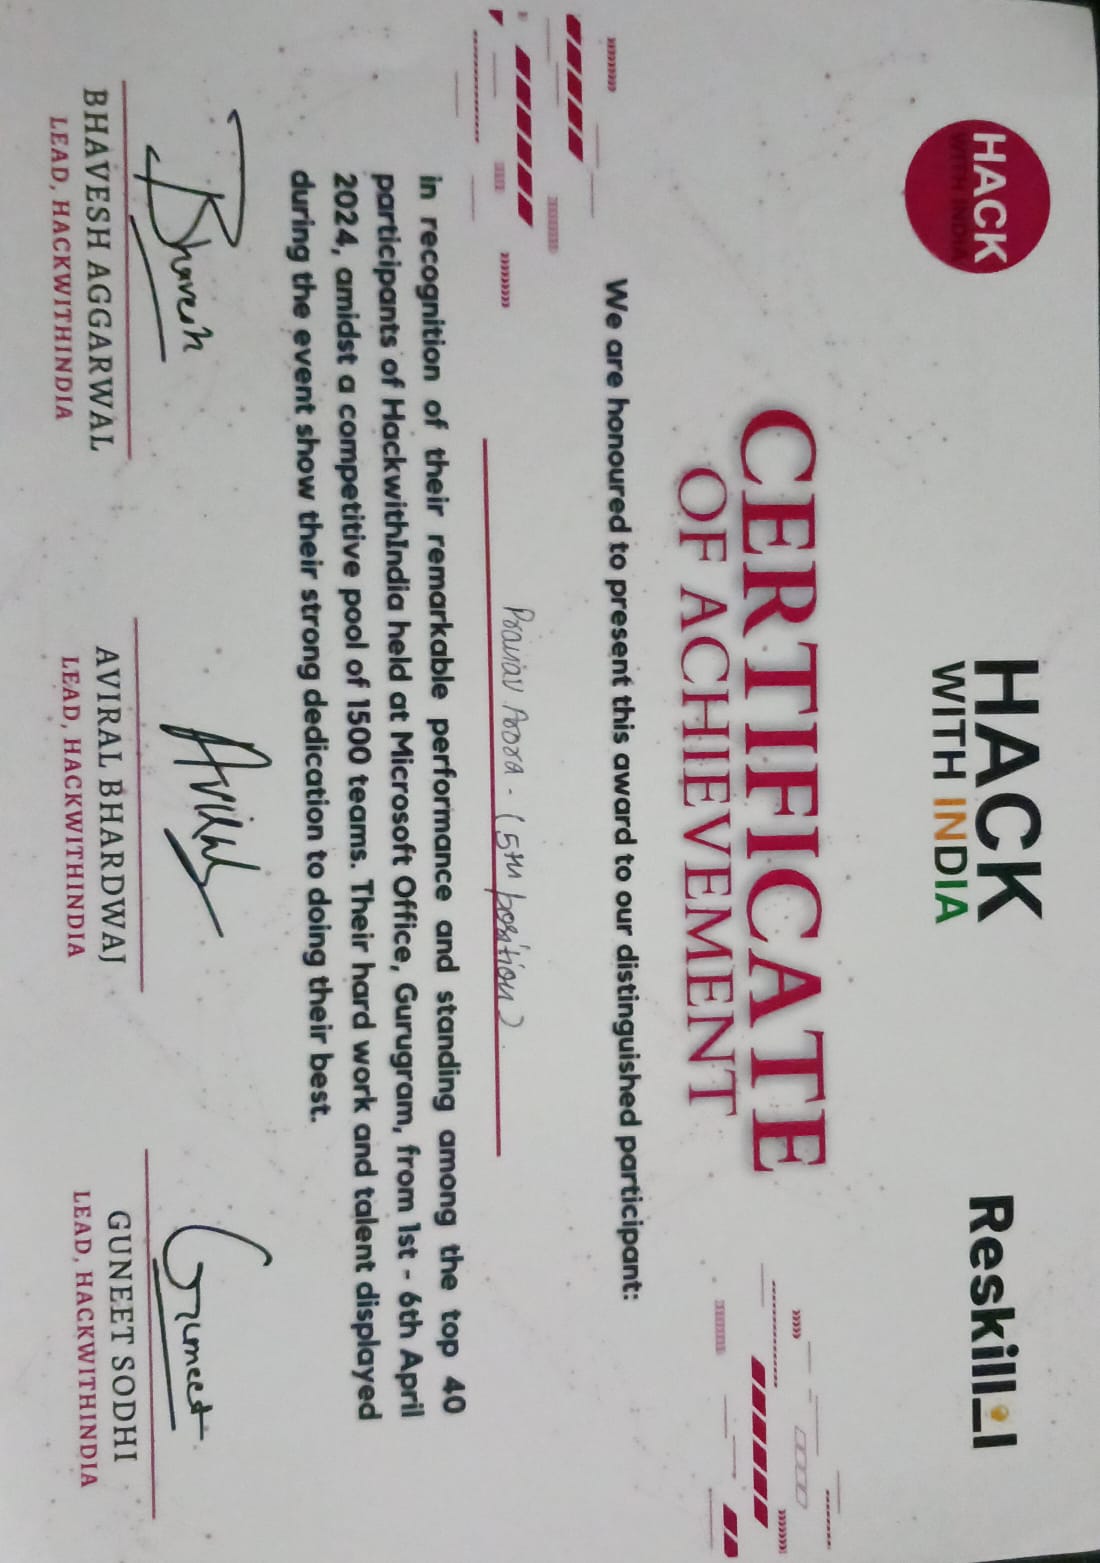 HACK
WITH INDIA
HACK
WITH INDIA
Reskilll
CERTIFICATE
OF ACHIEVEMENT
We are honoured to present this award to our distinguished participant:
Pranav Arora - (5th position).
in recognition of their remarkable performance and standing among the top 40
participants of HackwithIndia held at Microsoft Office, Gurugram, from 1st - 6th April
2024, amidst a competitive pool of 1500 teams. Their hard work and talent displayed
during the event show their strong dedication to doing their best.
Bhavesh
BHAVESH AGGARWAL
LEAD, HACKWITHINDIA
Aviral
AVIRAL BHARDWAJ
LEAD, HACKWITHINDIA
Guneet
GUNEET SODHI
LEAD, HACKWITHINDIA